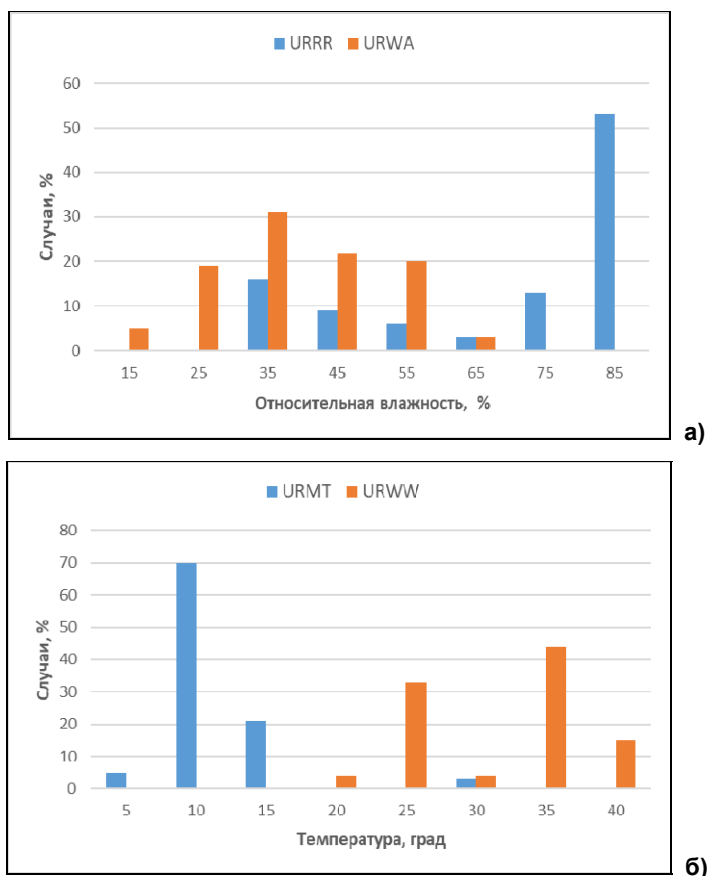 URRR URWA
60
50
40
30
20
10
0
Случаи, %
15 25 35 45 55 65 75 85
Относительная влажность, %
а)
URMT URWW
80
70
60
50
40
30
20
10
0
Случаи, %
5 10 15 20 25 30 35 40
Температура, град
б)